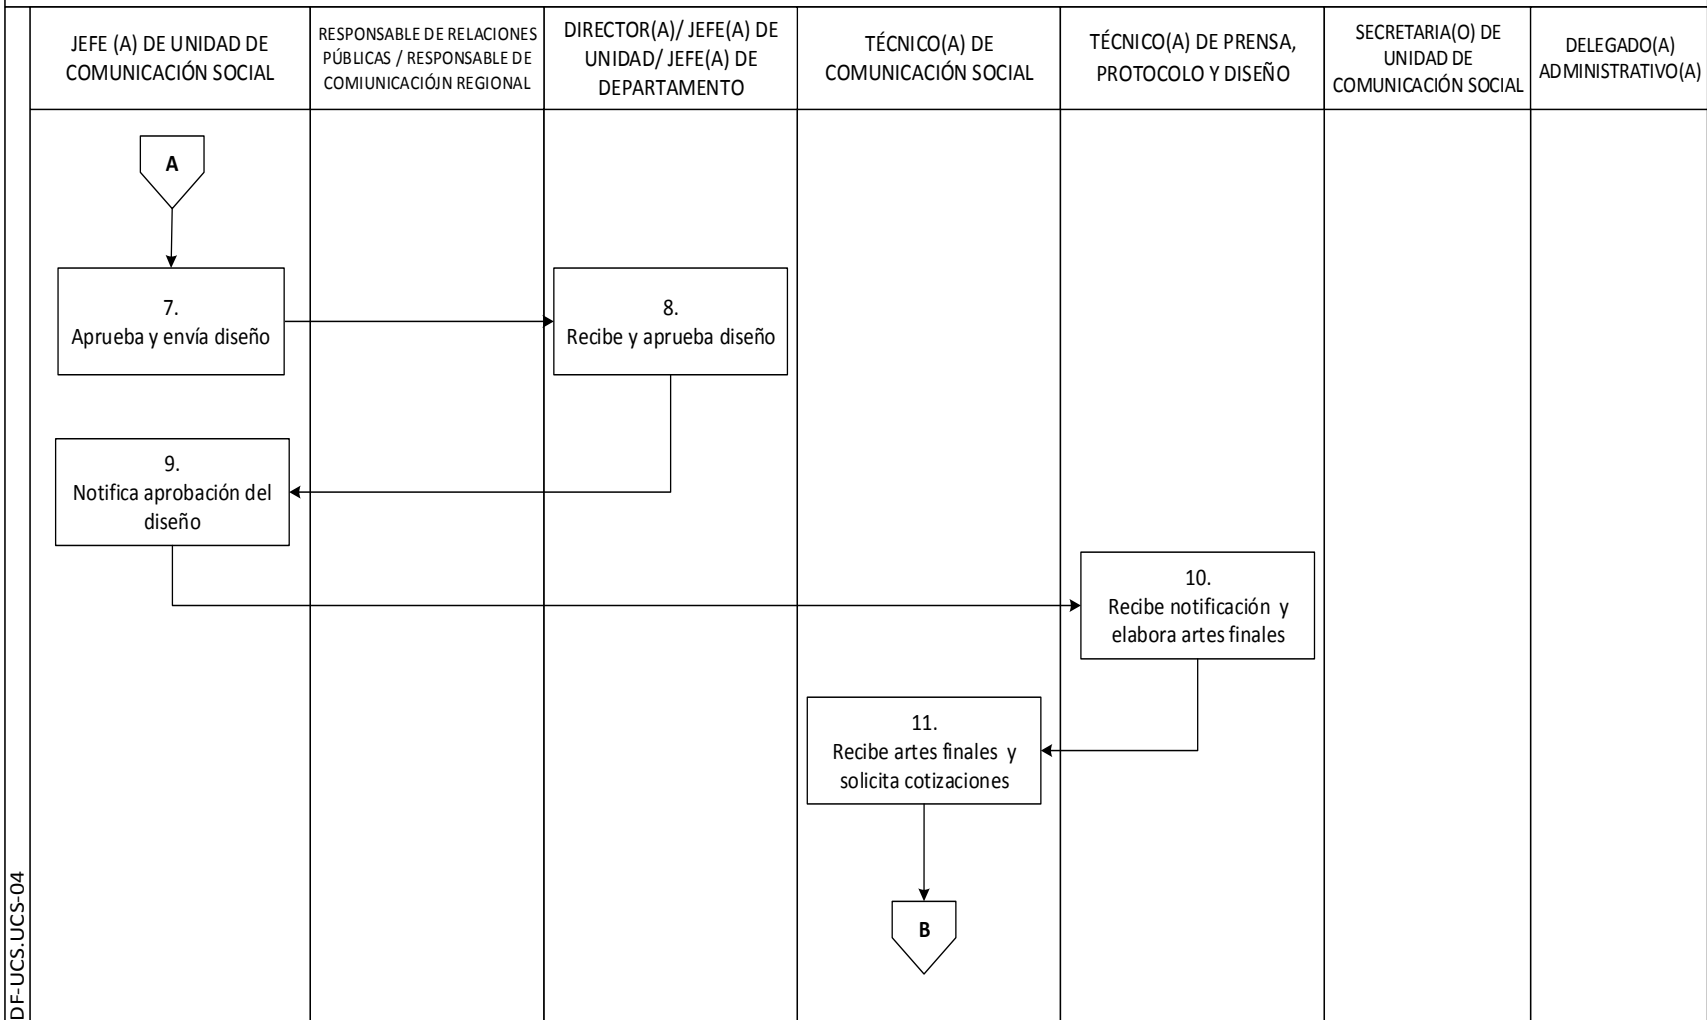 JEFE (A) DE UNIDAD DE
COMUNICACIÓN SOCIAL
RESPONSABLE DE RELACIONES
PÚBLICAS / RESPONSABLE DE
COMIUNICACIÓJN REGIONAL
DIRECTOR(A)/ JEFE(A) DE
UNIDAD/ JEFE(A) DE
DEPARTAMENTO
TÉCNICO(A) DE
COMUNICACIÓN SOCIAL
TÉCNICO(A) DE PRENSA,
PROTOCOLO Y DISEÑO
SECRETARIA(O) DE
UNIDAD DE
COMUNICACIÓN SOCIAL
DELEGADO(A)
ADMINISTRATIVO(A)
A
7.
Aprueba y envía diseño
8.
Recibe y aprueba diseño
9.
Notifica aprobación del
diseño
10.
Recibe notificación y
elabora artes finales
11.
Recibe artes finales y
solicita cotizaciones
B
DF-UCS.UCS-04